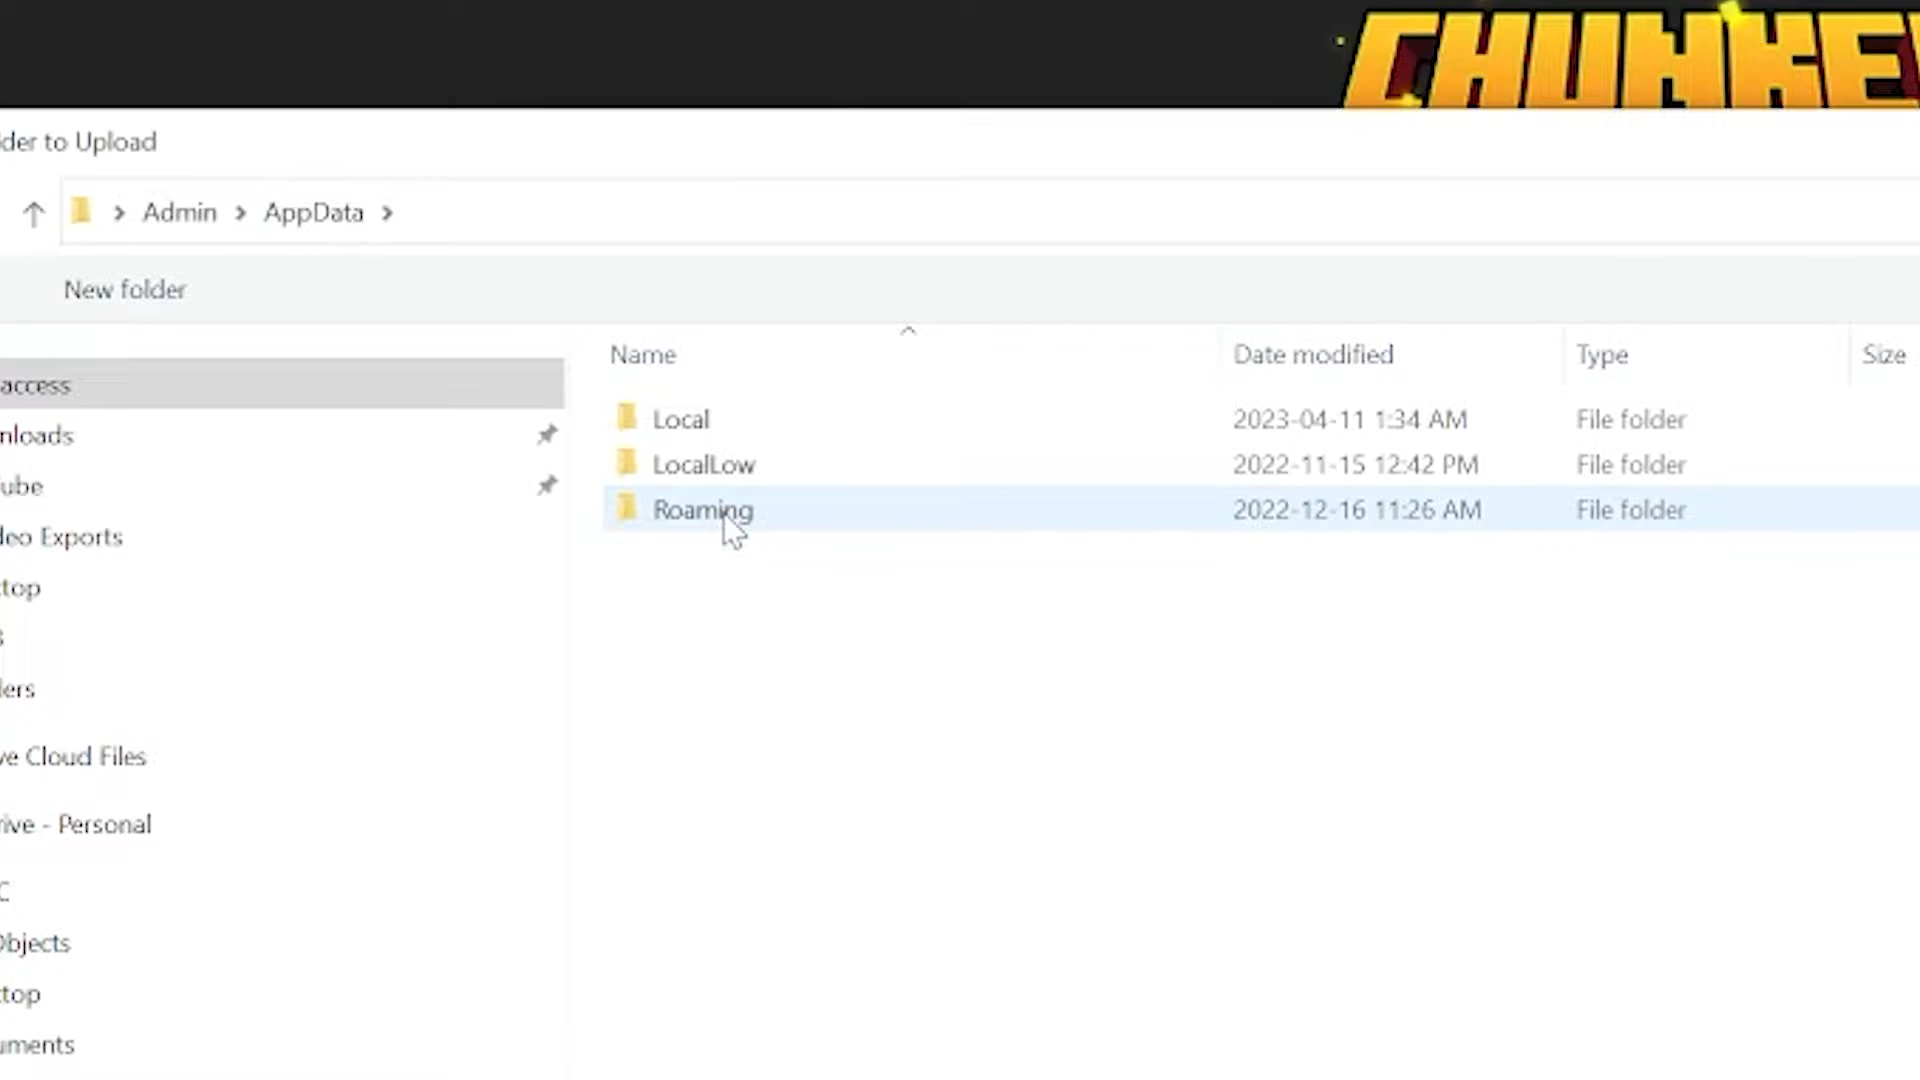 CHUNKE
der to Upload
Admin > AppData >
New folder
Name Date modified Type Size
access
Local 2023-04-11 1:34 AM File folder
nloads
LocalLow 2022-11-15 12:42 PM File folder
ube
Roaming 2022-12-16 11:26 AM File folder
deo Exports
top
s
ders
ve Cloud Files
rive - Personal
C
Objects
top
uments